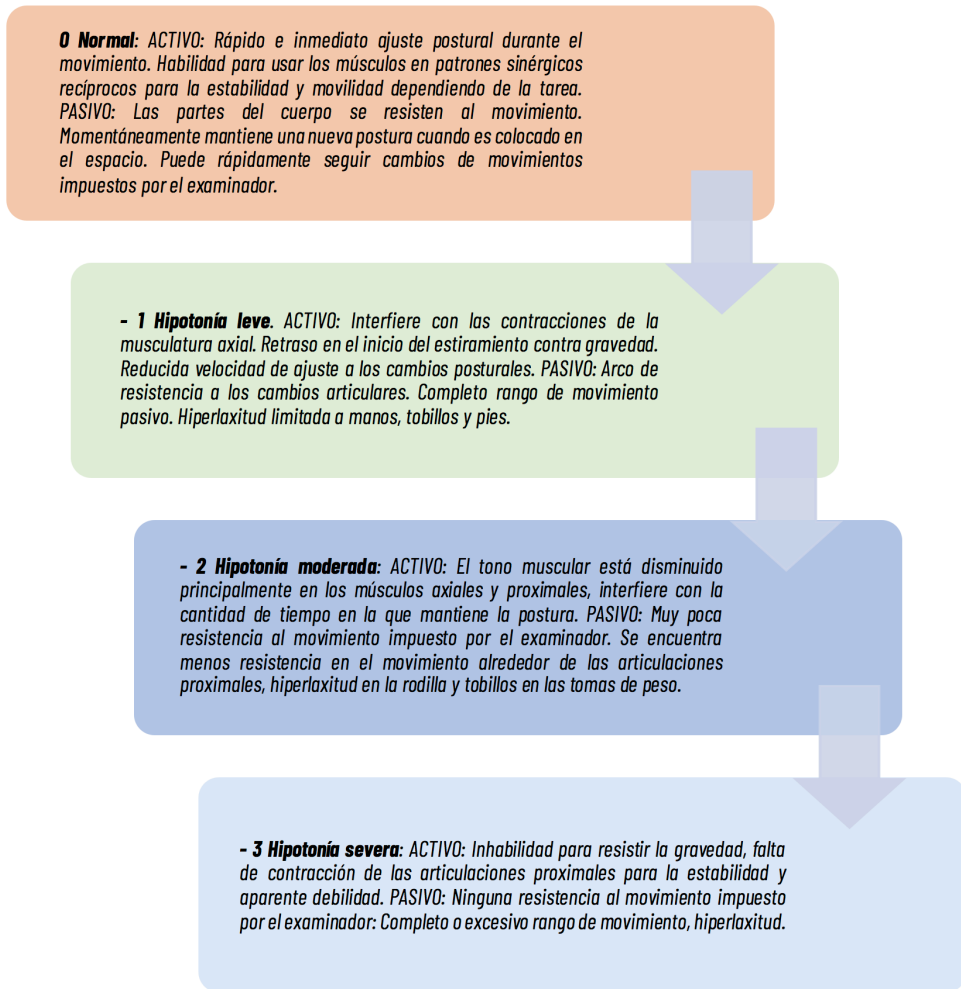 0 Normal: ACTIVO: Rápido e inmediato ajuste postural durante el
movimiento. Habilidad para usar los músculos en patrones sinérgicos
recíprocos para la estabilidad y movilidad dependiendo de la tarea.
PASIVO: Las partes del cuerpo se resisten al movimiento.
Momentáneamente mantiene una nueva postura cuando es colocado en
el espacio. Puede rápidamente seguir cambios de movimientos
impuestos por el examinador.
- 1 Hipotonía leve. ACTIVO: Interfiere con las contracciones de la
musculatura axial. Retraso en el inicio del estiramiento contra gravedad.
Reducida velocidad de ajuste a los cambios posturales. PASIVO: Arco de
resistencia a los cambios articulares. Completo rango de movimiento
pasivo. Hiperlaxitud limitada a manos, tobillos y pies.
- 2 Hipotonía moderada: ACTIVO: El tono muscular está disminuido
principalmente en los músculos axiales y proximales, interfiere con la
cantidad de tiempo en la que mantiene la postura. PASIVO: Muy poca
resistencia al movimiento impuesto por el examinador. Se encuentra
menos resistencia en el movimiento alrededor de las articulaciones
proximales, hiperlaxitud en la rodilla y tobillos en las tomas de peso.
- 3 Hipotonía severa: ACTIVO: Inhabilidad para resistir la gravedad, falta
de contracción de las articulaciones proximales para la estabilidad y
aparente debilidad. PASIVO: Ninguna resistencia al movimiento impuesto
por el examinador: Completo o excesivo rango de movimiento, hiperlaxitud.